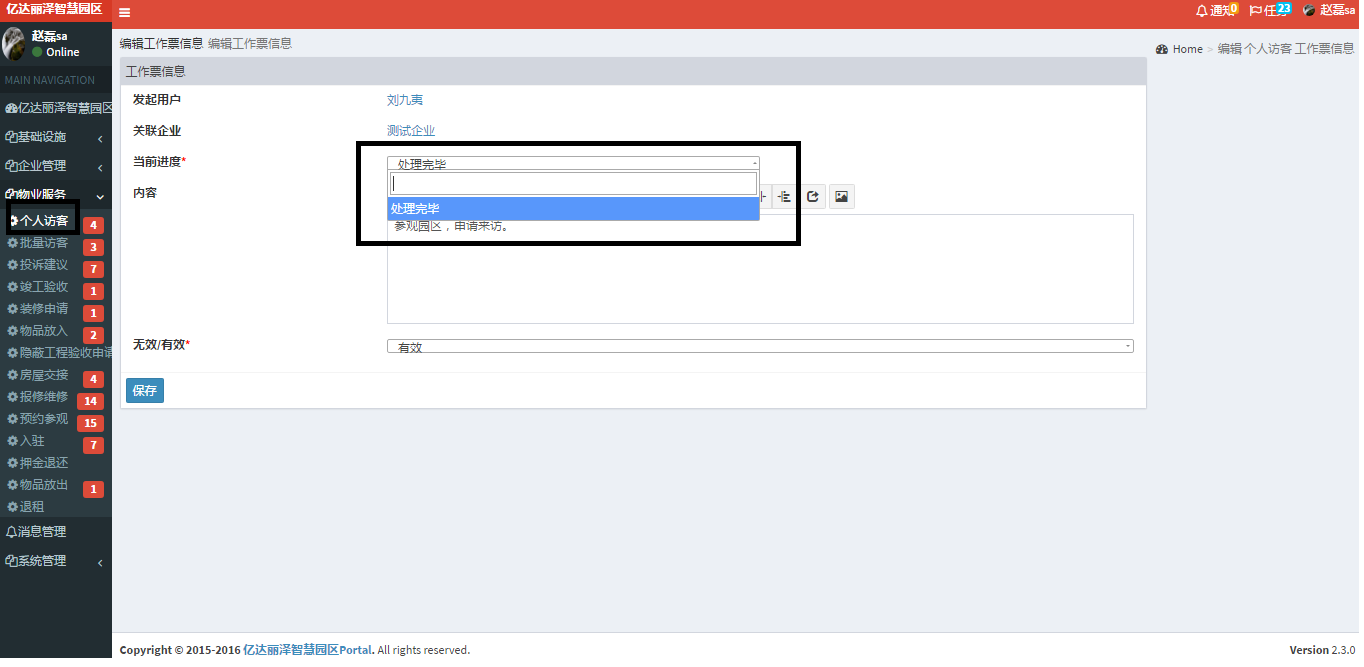 亿达丽泽智慧园区
通知 0 任务 23 赵磊sa
赵磊sa
Online
MAIN NAVIGATION
亿达丽泽智慧园区
基础设施
企业管理
物业服务
个人访客 4
批量访客 3
投诉建议 7
竣工验收 1
装修申请 1
物品放入 2
隐蔽工程验收申请
房屋交接 4
报修维修 14
预约参观 15
入驻 7
押金退还
物品放出 1
退租
消息管理
系统管理
编辑工作票信息 编辑工作票信息
Home > 编辑 个人访客 工作票信息
工作票信息
发起用户 刘九夷
关联企业 测试企业
当前进度* 处理完毕
处理完毕
内容
参观园区，申请来访。
无效/有效* 有效
保存
Copyright © 2015-2016 亿达丽泽智慧园区Portal. All rights reserved.
Version 2.3.0